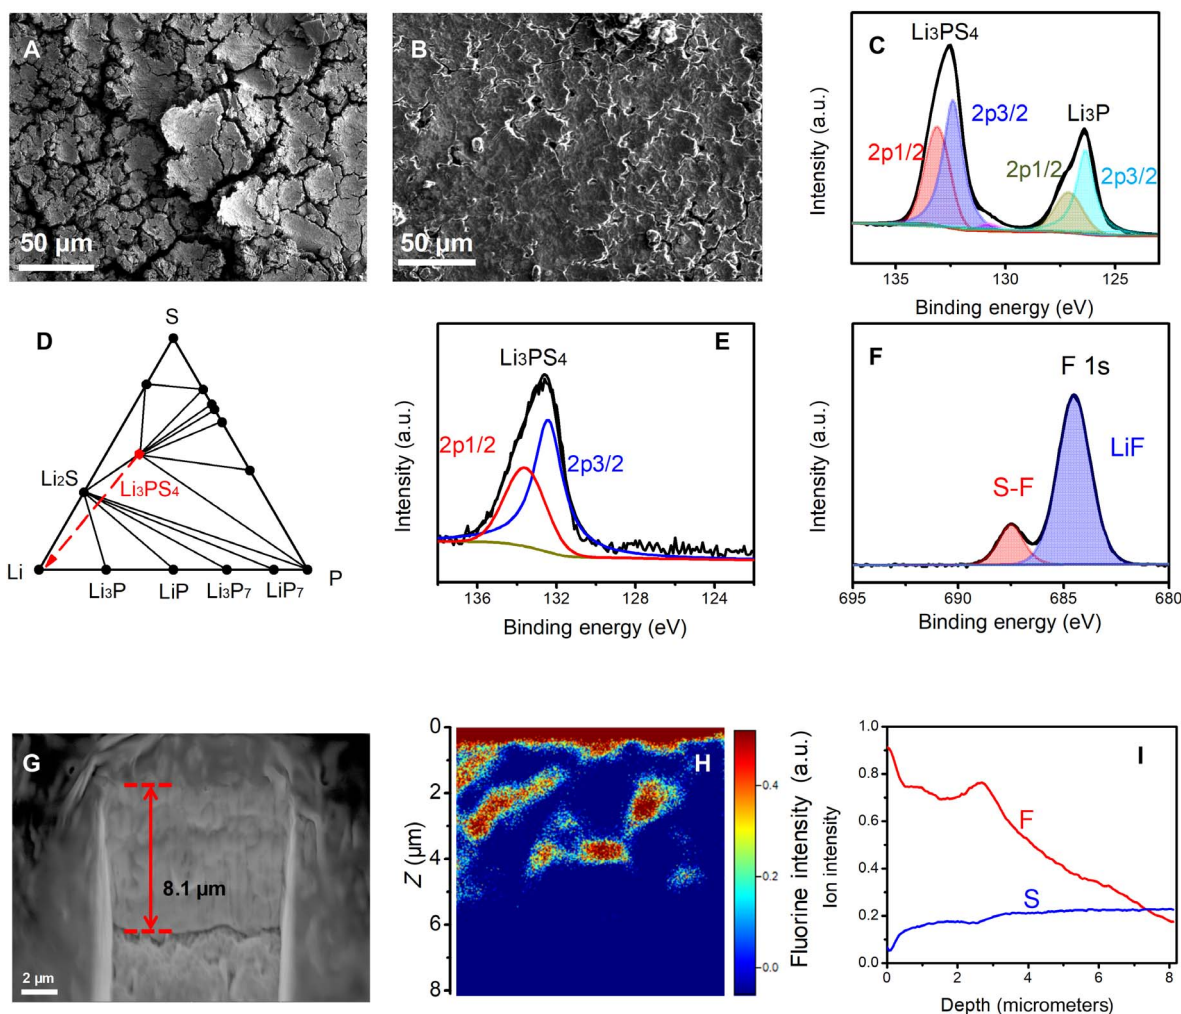 A
50 µm
B
50 µm
C
Li3PS4
2p3/2
2p1/2
Li3P
2p1/2
2p3/2
Intensity (a.u.)
135
130
125
Binding energy (eV)
D
S
Li2S
Li3PS4
Li
P
Li3P
LiP
Li3P7
LiP7
E
Li3PS4
2p1/2
2p3/2
Intensity (a.u.)
136
132
128
124
Binding energy (eV)
F
F 1s
LiF
S-F
Intensity (a.u.)
695
690
685
680
Binding energy (eV)
G
8.1 µm
2 µm
H
0
2
4
6
8
Z (µm)
0.4
0.2
0.0
Fluorine intensity (a.u.)
I
1.0
0.8
0.6
0.4
0.2
0.0
Ion intensity
F
S
0
2
4
6
8
Depth (micrometers)